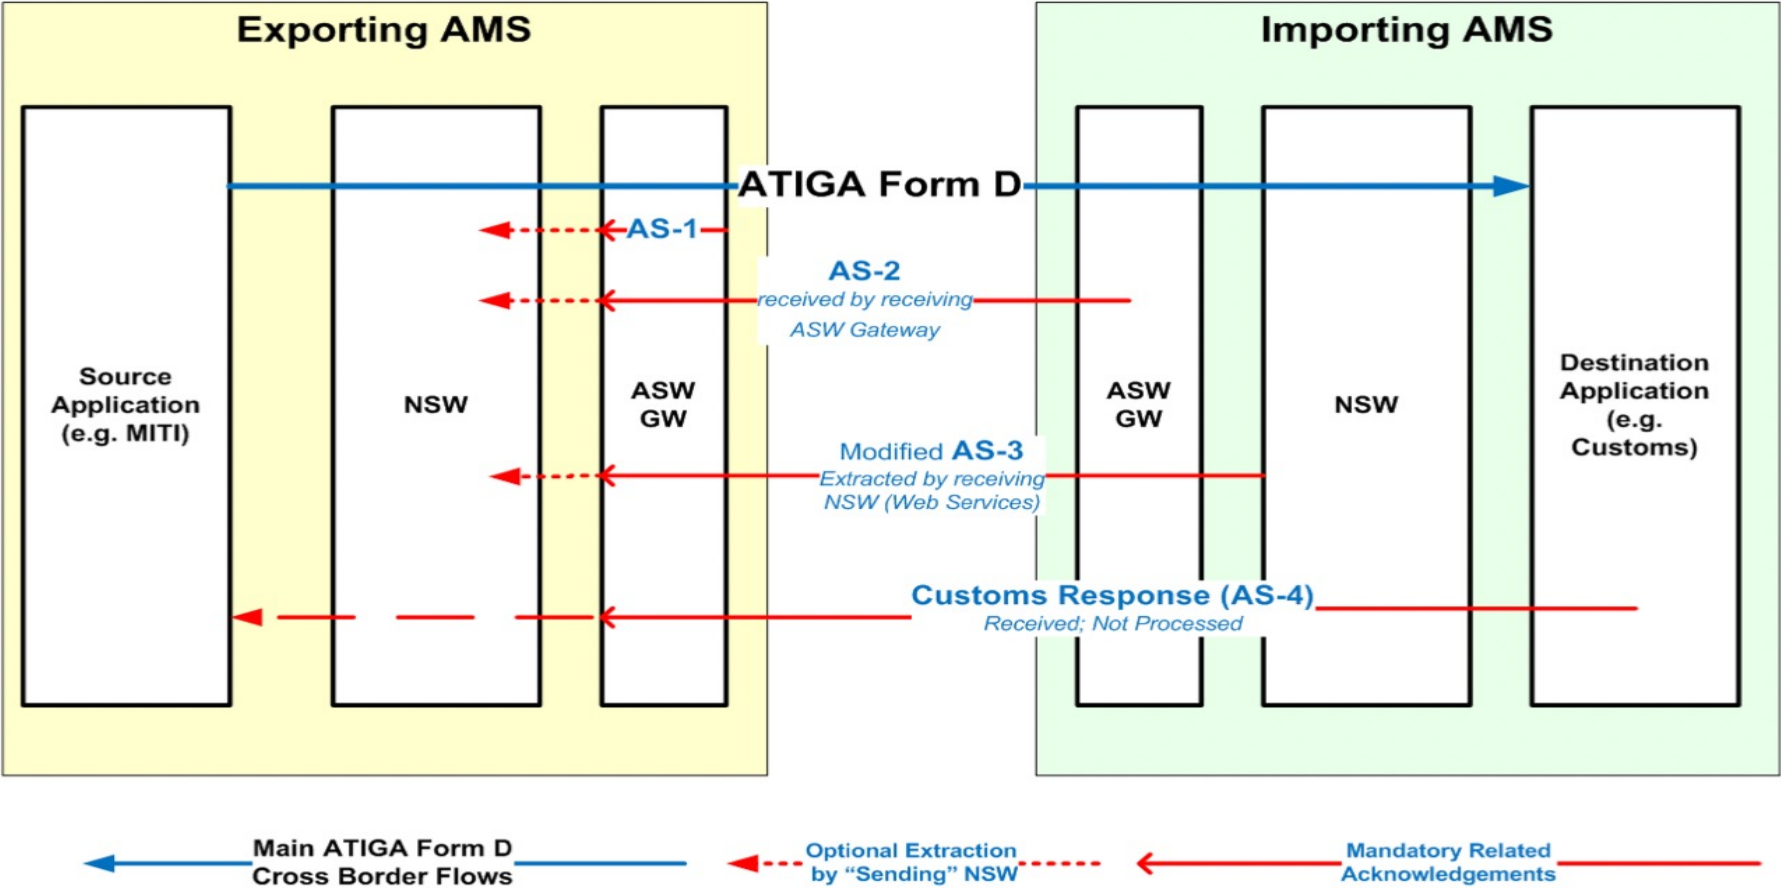 Exporting AMS
Importing AMS
ATIGA Form D
AS-1
AS-2
received by receiving
ASW Gateway
Source
Application
(e.g. MITI)
NSW
ASW
GW
ASW
GW
NSW
Destination
Application
(e.g.
Customs)
Modified AS-3
Extracted by receiving
NSW (Web Services)
Customs Response (AS-4)
Received; Not Processed
Main ATIGA Form D
Cross Border Flows
Optional Extraction
by “Sending” NSW
Mandatory Related
Acknowledgements